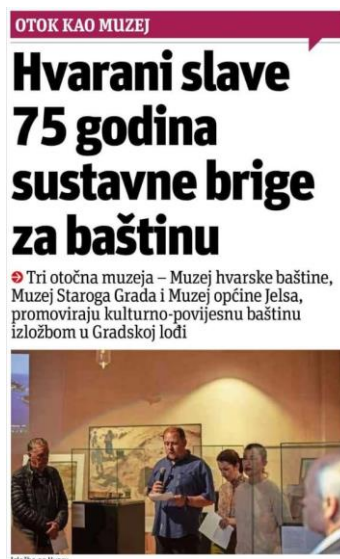 OTOK KAO MUZEJ
Hvarani slave
75 godina
sustavne brige
za baštinu
Tri otočna muzeja – Muzej hvarske baštine,
Muzej Staroga Grada i Muzej općine Jelsa,
promoviraju kulturno-povijesnu baštinu
izložbom u Gradskoj lođi